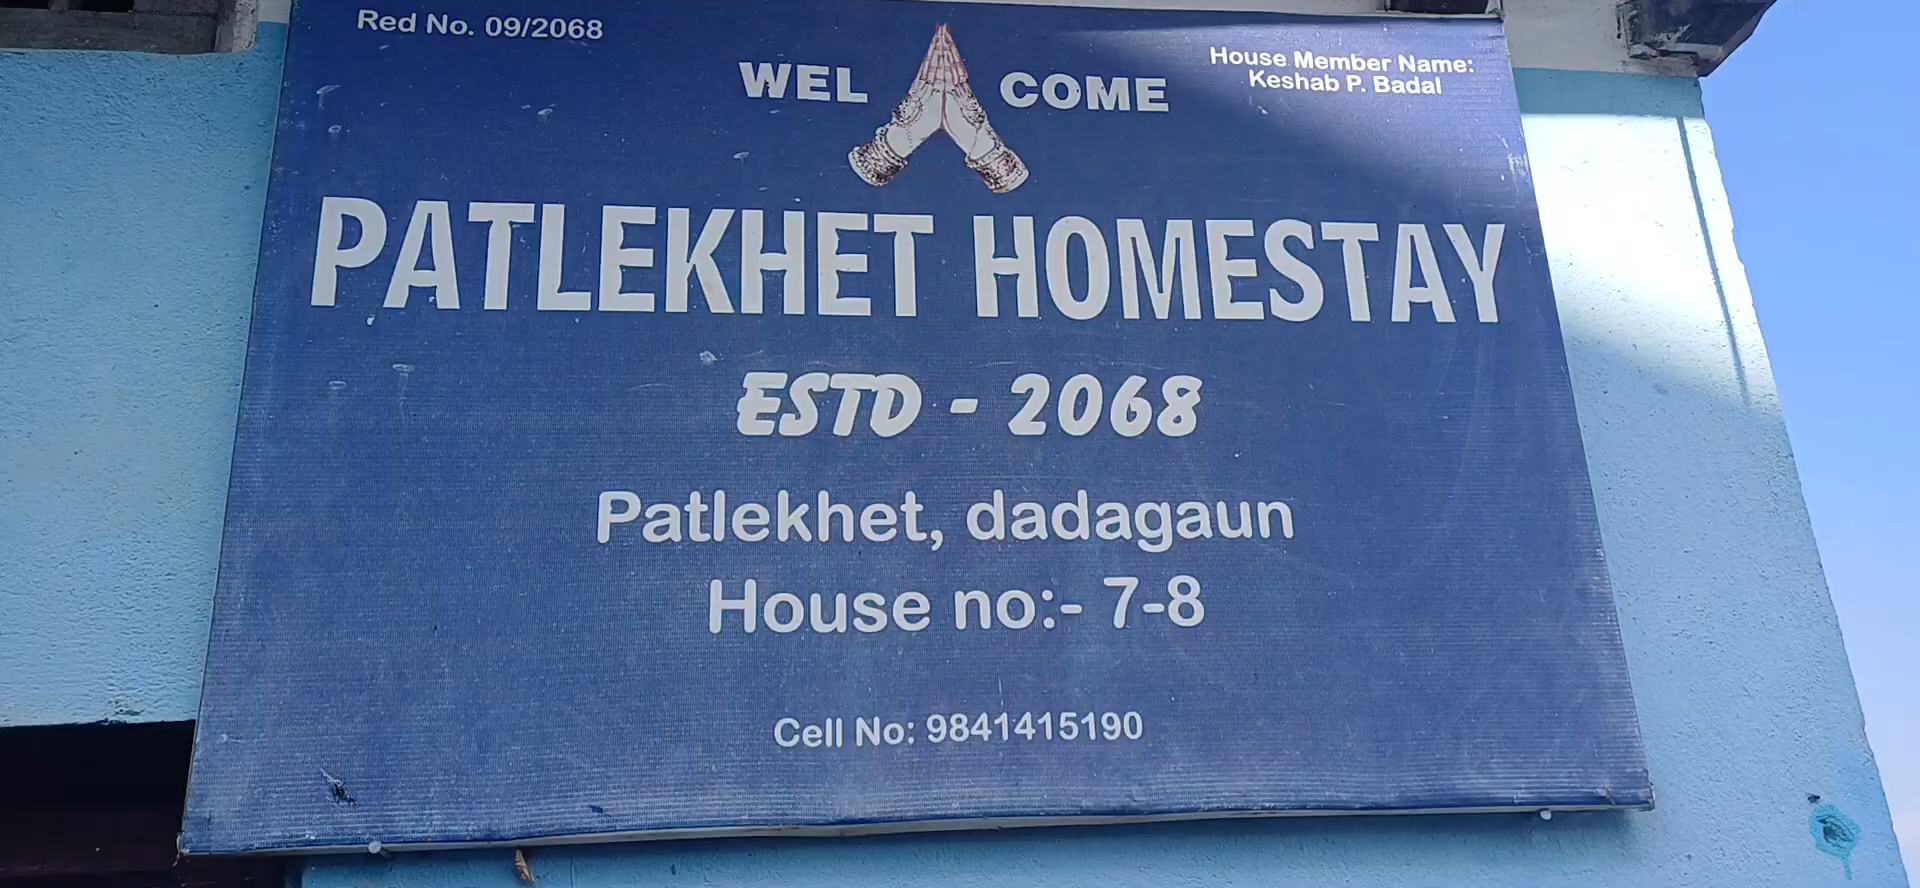 Red No. 09/2068
WEL COME
House Member Name:
Keshab P. Badal
PATLEKHET HOMESTAY
ESTD - 2068
Patlekhet, dadagaun
House no:- 7-8
Cell No: 9841415190